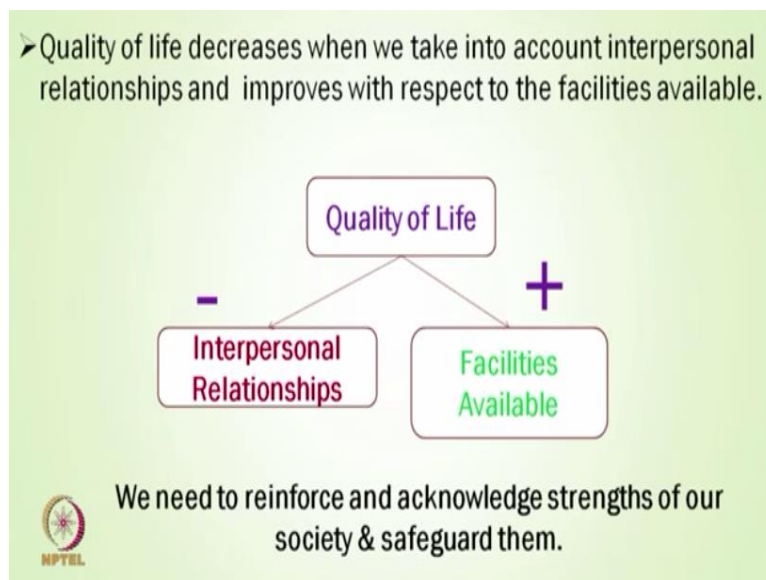 ➢Quality of life decreases when we take into account interpersonal
relationships and improves with respect to the facilities available.
Quality of Life
-
+
Interpersonal
Relationships
Facilities
Available
We need to reinforce and acknowledge strengths of our
society & safeguard them.
NPTEL